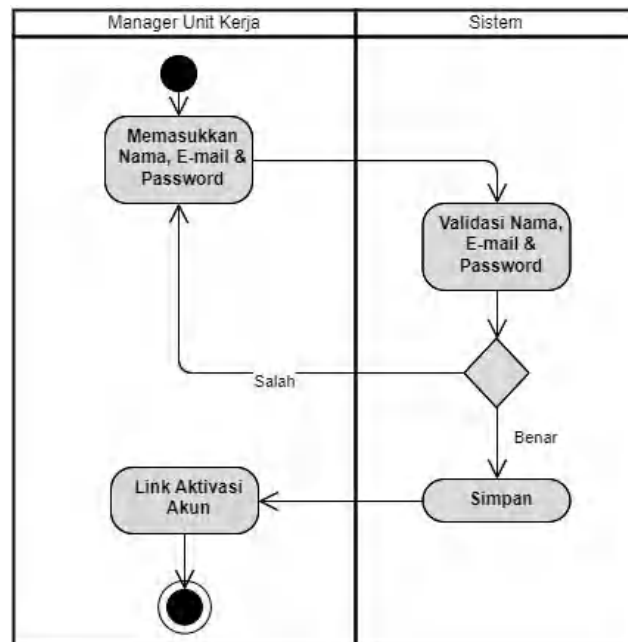 Manager Unit Kerja
Sistem
Memasukkan
Nama, E-mail &
Password
Validasi Nama,
E-mail &
Password
Salah
Benar
Link Aktivasi
Akun
Simpan